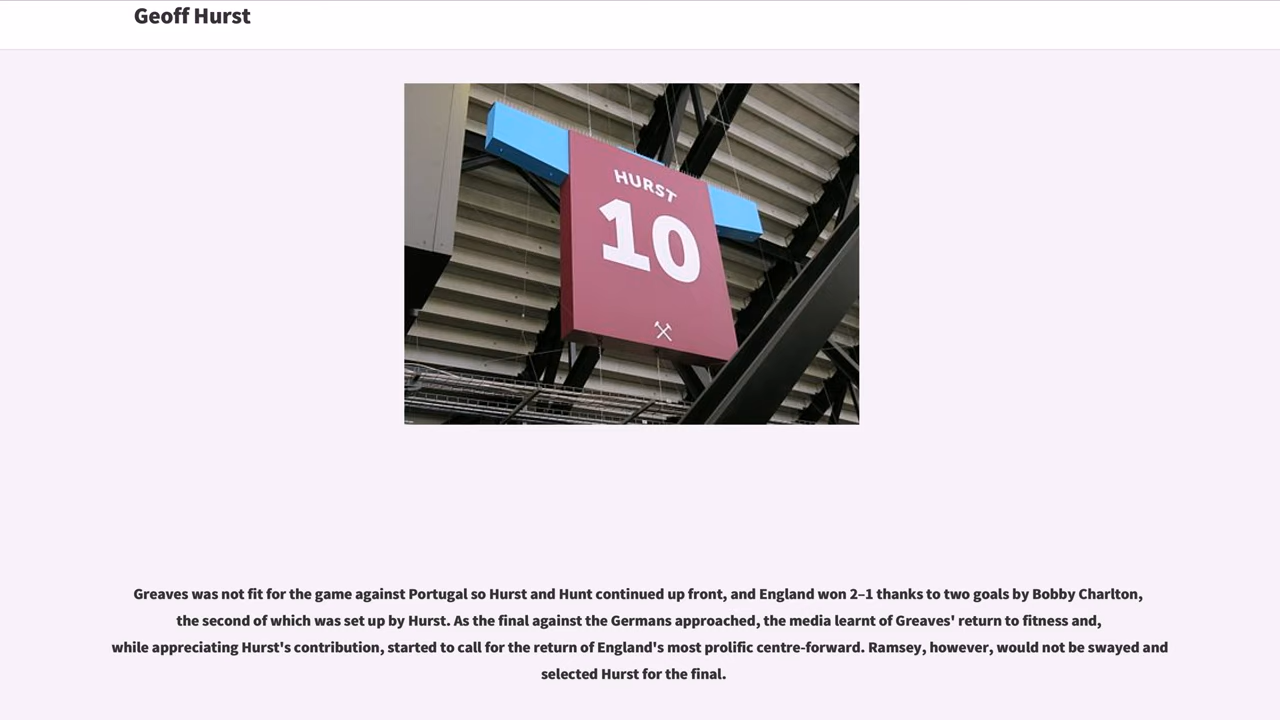 Geoff Hurst
HURST
10
Greaves was not fit for the game against Portugal so Hurst and Hunt continued up front, and England won 2–1 thanks to two goals by Bobby Charlton,
the second of which was set up by Hurst. As the final against the Germans approached, the media learnt of Greaves' return to fitness and,
while appreciating Hurst's contribution, started to call for the return of England's most prolific centre-forward. Ramsey, however, would not be swayed and
selected Hurst for the final.